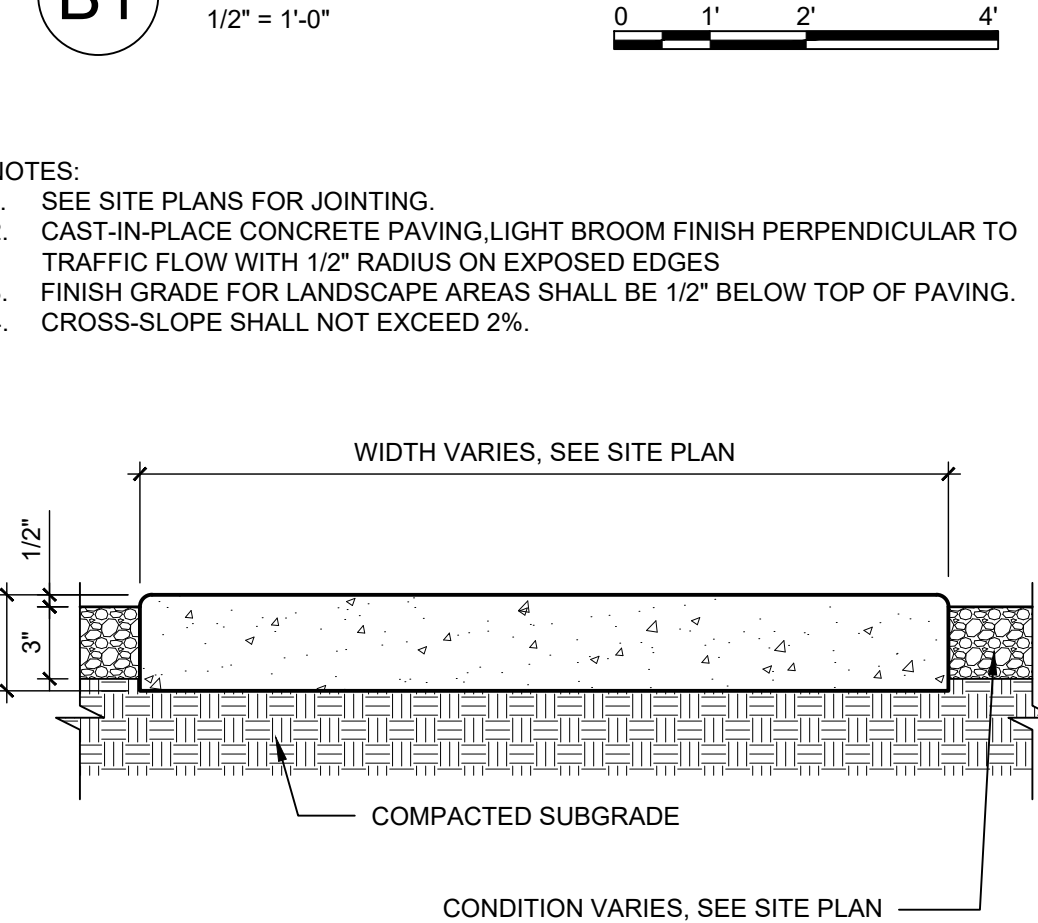 B1
1/2" = 1'-0"
0 1' 2' 4'
NOTES:
. SEE SITE PLANS FOR JOINTING.
2. CAST-IN-PLACE CONCRETE PAVING,LIGHT BROOM FINISH PERPENDICULAR TO
TRAFFIC FLOW WITH 1/2" RADIUS ON EXPOSED EDGES
. FINISH GRADE FOR LANDSCAPE AREAS SHALL BE 1/2" BELOW TOP OF PAVING.
. CROSS-SLOPE SHALL NOT EXCEED 2%.
WIDTH VARIES, SEE SITE PLAN
1/2"
3"
COMPACTED SUBGRADE
CONDITION VARIES, SEE SITE PLAN